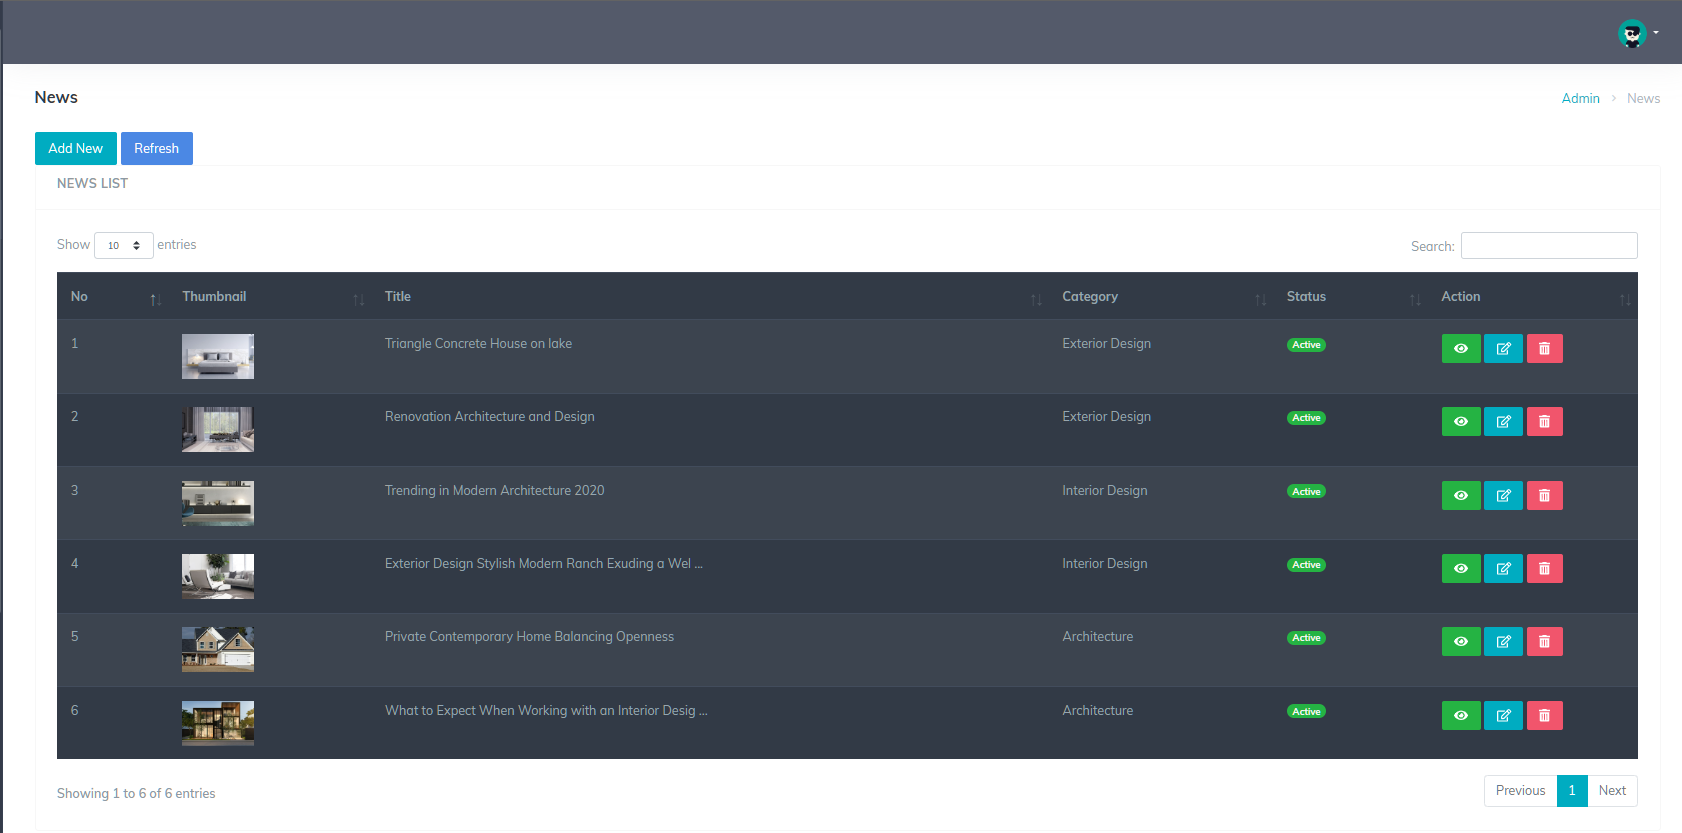 News
Admin > News
Add New Refresh
NEWS LIST
Show 10 entries Search:
No Thumbnail Title Category Status Action
1 Triangle Concrete House on lake Exterior Design Active
2 Renovation Architecture and Design Exterior Design Active
3 Trending in Modern Architecture 2020 Interior Design Active
4 Exterior Design Stylish Modern Ranch Exuding a Wel ... Interior Design Active
5 Private Contemporary Home Balancing Openness Architecture Active
6 What to Expect When Working with an Interior Desig ... Architecture Active
Showing 1 to 6 of 6 entries Previous 1 Next